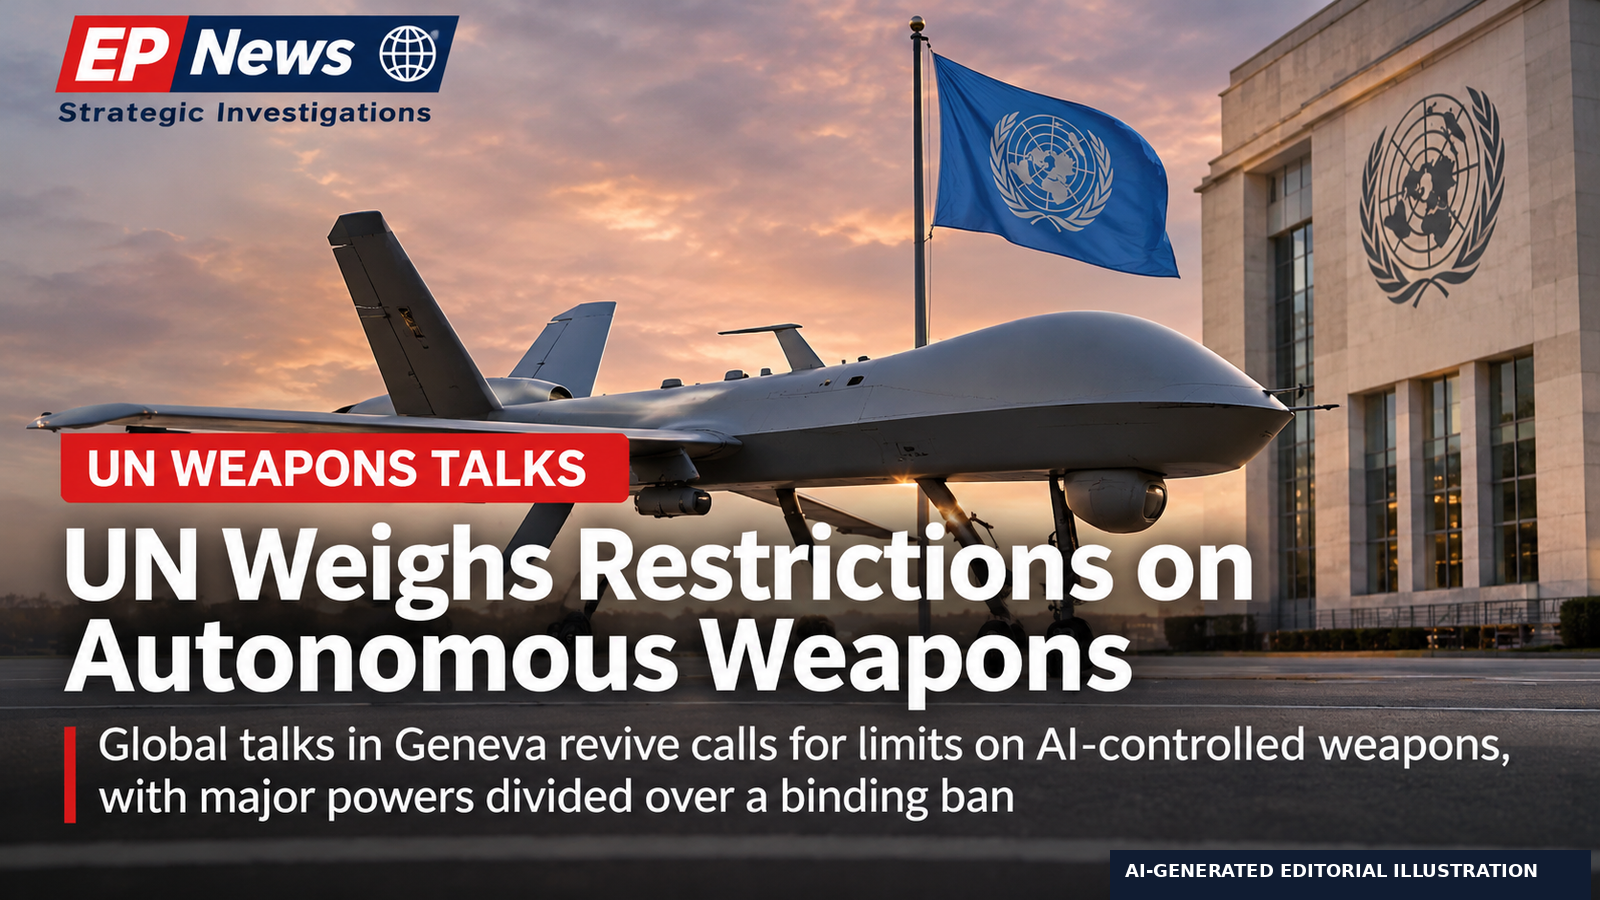 EP News
Strategic Investigations
UN WEAPONS TALKS
UN Weighs Restrictions on
Autonomous Weapons
Global talks in Geneva revive calls for limits on AI-controlled weapons,
with major powers divided over a binding ban
AI-GENERATED EDITORIAL ILLUSTRATION